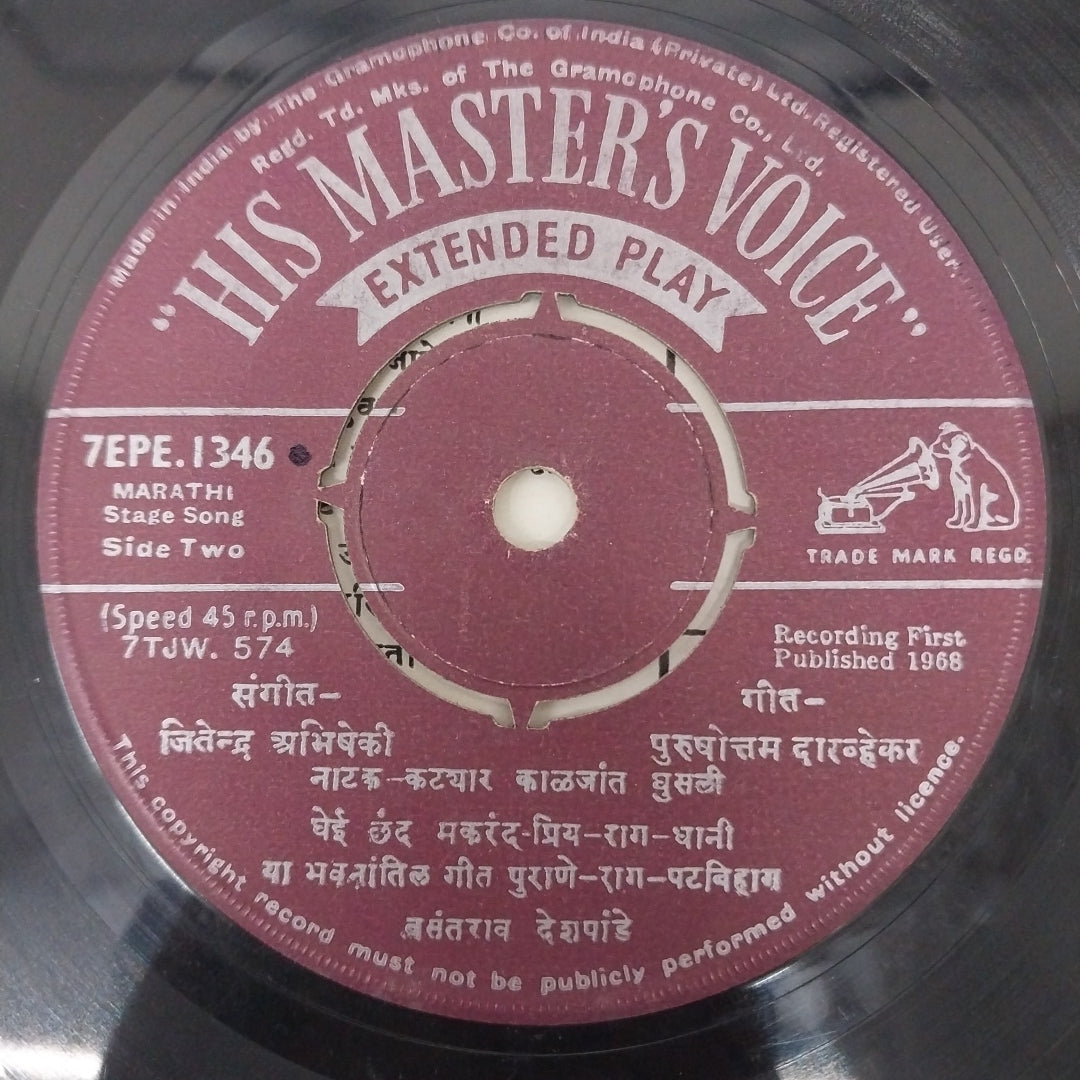 Made in India by The Gramophone Co. of India (Private) Ltd. Registered User.
Regd. Td. Mks. of The Gramophone Co., Ltd.
"HIS MASTER'S VOICE"
EXTENDED PLAY
7EPE.1346
MARATHI
Stage Song
Side Two
TRADE MARK REGD
(Speed 45 r.p.m.)
7TJW. 574
Recording First
Published 1968
संगीत-
जितेन्द्र अभिषेकी
गीत-
पुरुषोत्तम दारव्हेकर
नाटक-कटयार काळजांत घुसली
घेई छंद मकरंद-प्रिय-राग-धानी
या भवनांतिल गीत पुराणे-राग-पटबिहाग
वसंतराव देशपांडे
This copyright record must not be publicly performed without licence.